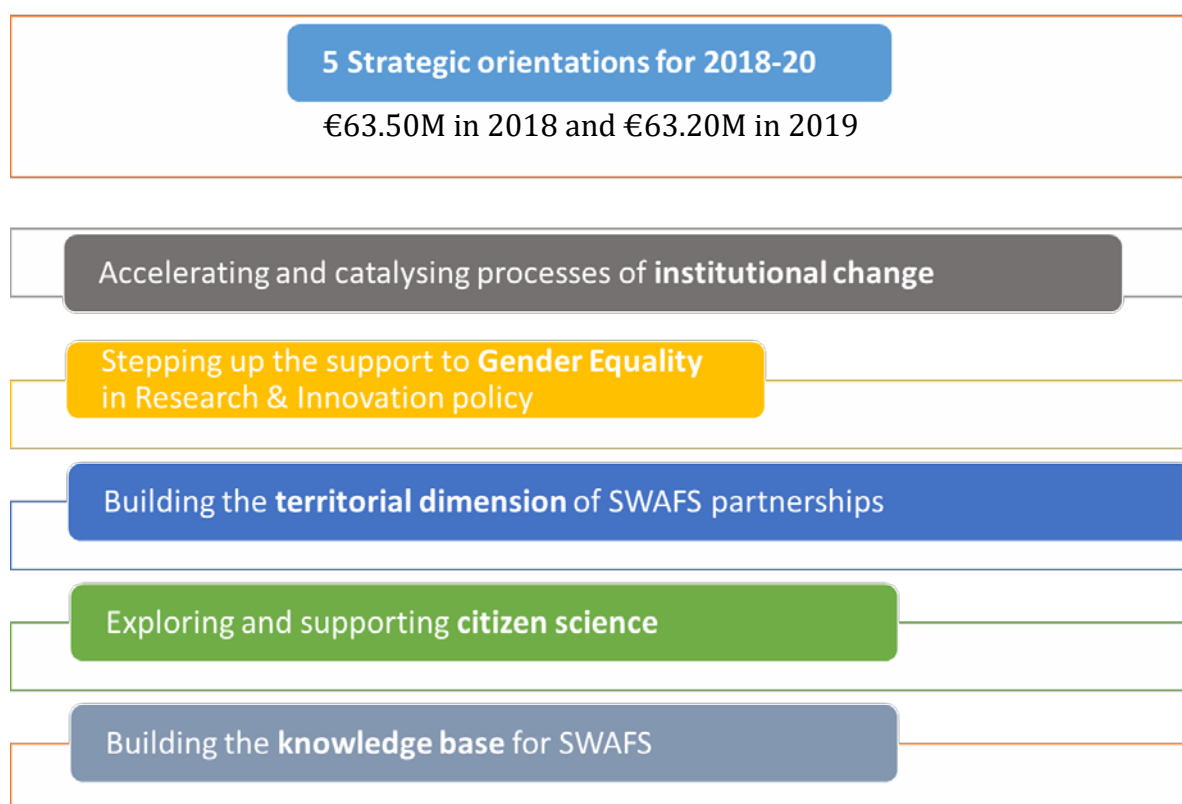 5 Strategic orientations for 2018-20
€63.50M in 2018 and €63.20M in 2019
Accelerating and catalysing processes of institutional change
Stepping up the support to Gender Equality
in Research & Innovation policy
Building the territorial dimension of SWAFS partnerships
Exploring and supporting citizen science
Building the knowledge base for SWAFS